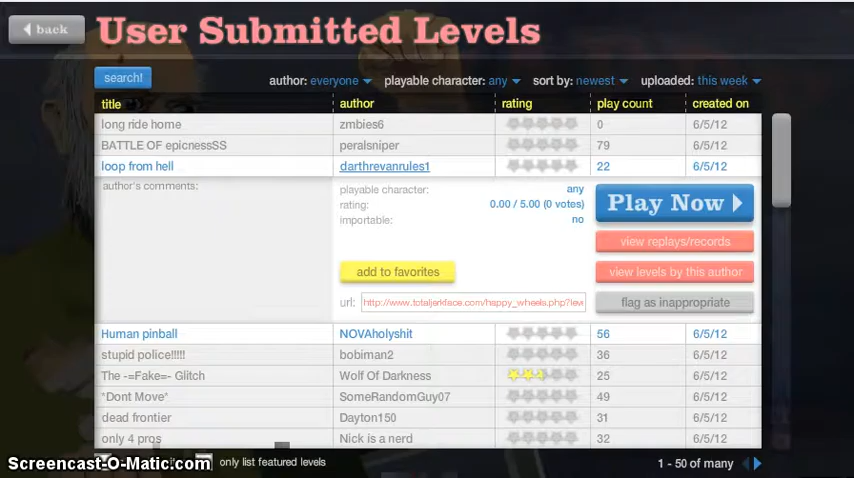 back
User Submitted Levels
search!
author: everyone playable character: any sort by: newest uploaded: this week
title author rating play count created on
long ride home zmbies6 0 6/5/12
BATTLE OF epicnessSS peralsniper 79 6/5/12
loop from hell darthrevanrules1 22 6/5/12
author's comments:
playable character: any
rating: 0.00 / 5.00 (0 votes)
importable: no
Play Now
view replays/records
add to favorites
view levels by this author
url: http://www.totaljerkface.com/happy_wheels.php?lev
flag as inappropriate
Human pinball NOVAholyshit 56 6/5/12
stupid police!!!!! bobiman2 36 6/5/12
The -=Fake=- Glitch Wolf Of Darkness 25 6/5/12
*Dont Move* SomeRandomGuy07 49 6/5/12
dead frontier Dayton150 31 6/5/12
only 4 pros Nick is a nerd 32 6/5/12
Screencast-O-Matic.com only list featured levels 1 - 50 of many